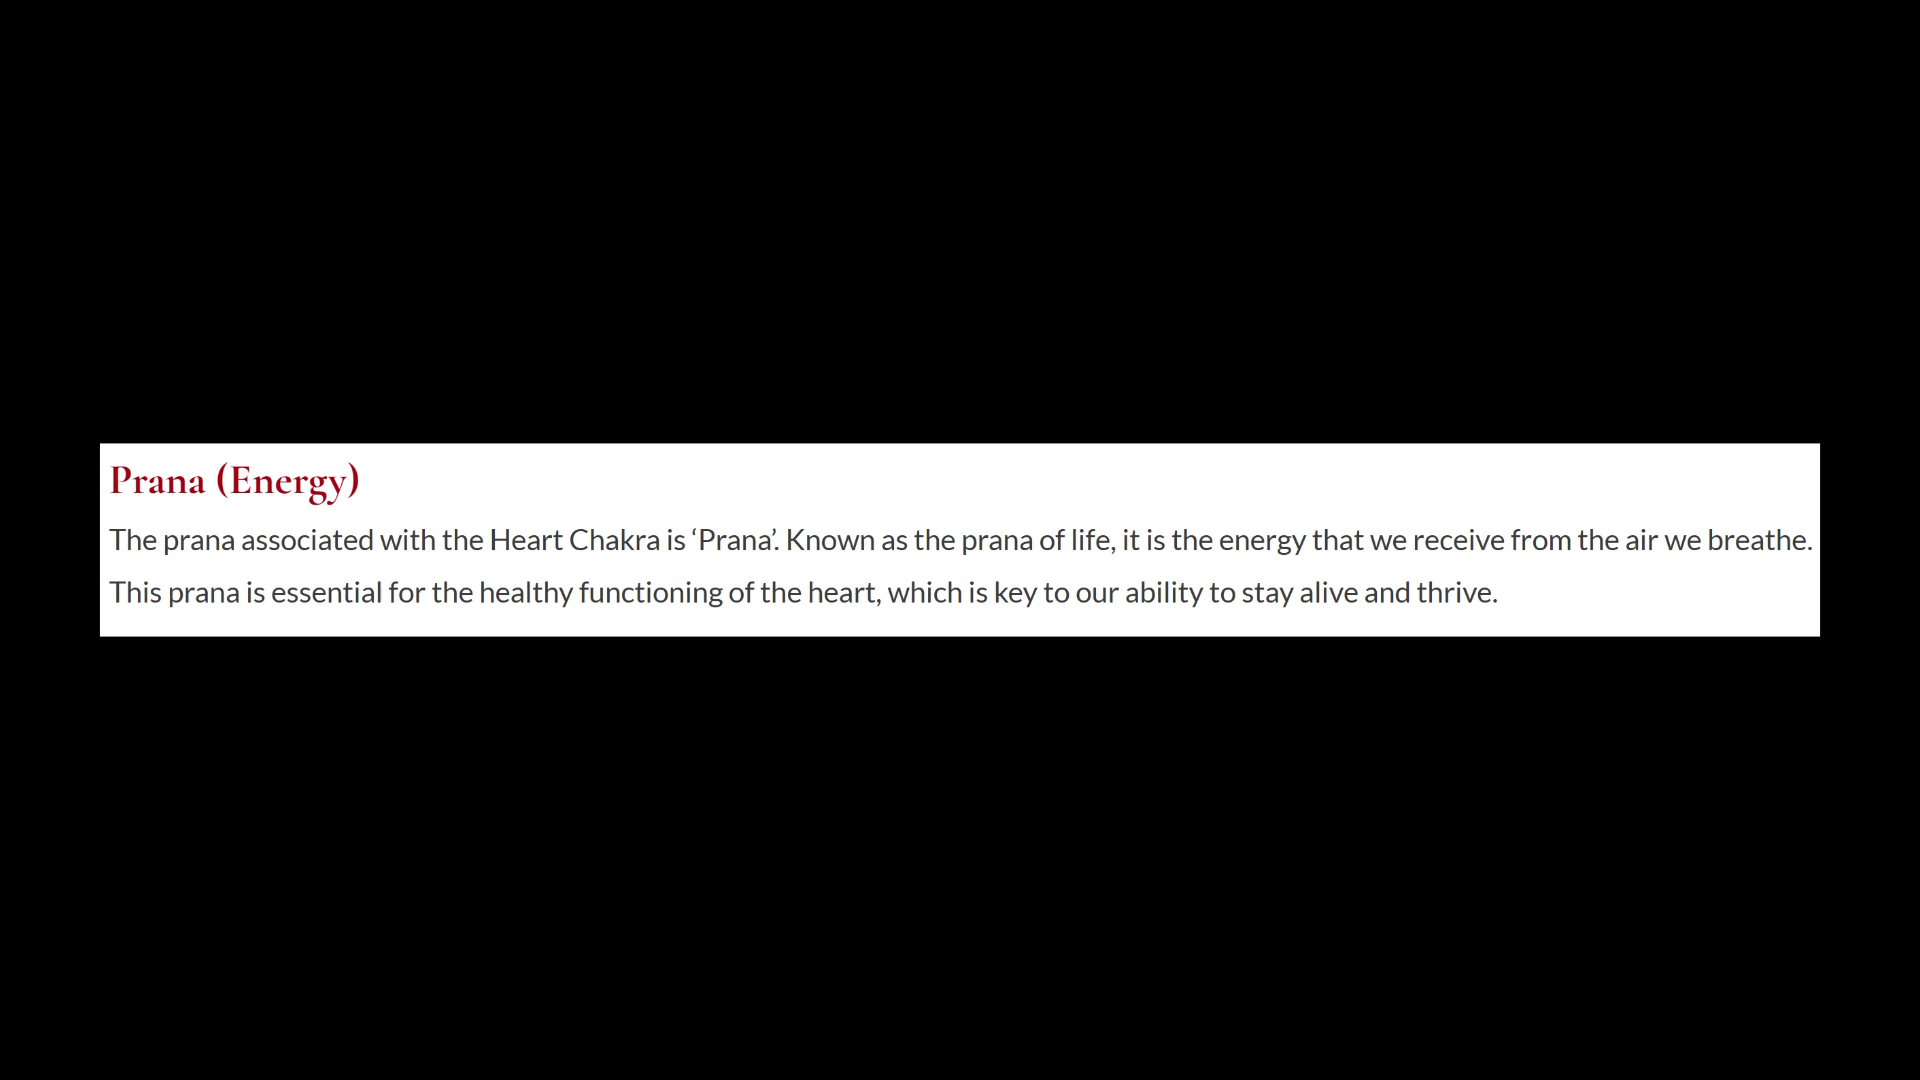 Prana (Energy)
The prana associated with the Heart Chakra is ‘Prana’. Known as the prana of life, it is the energy that we receive from the air we breathe.
This prana is essential for the healthy functioning of the heart, which is key to our ability to stay alive and thrive.